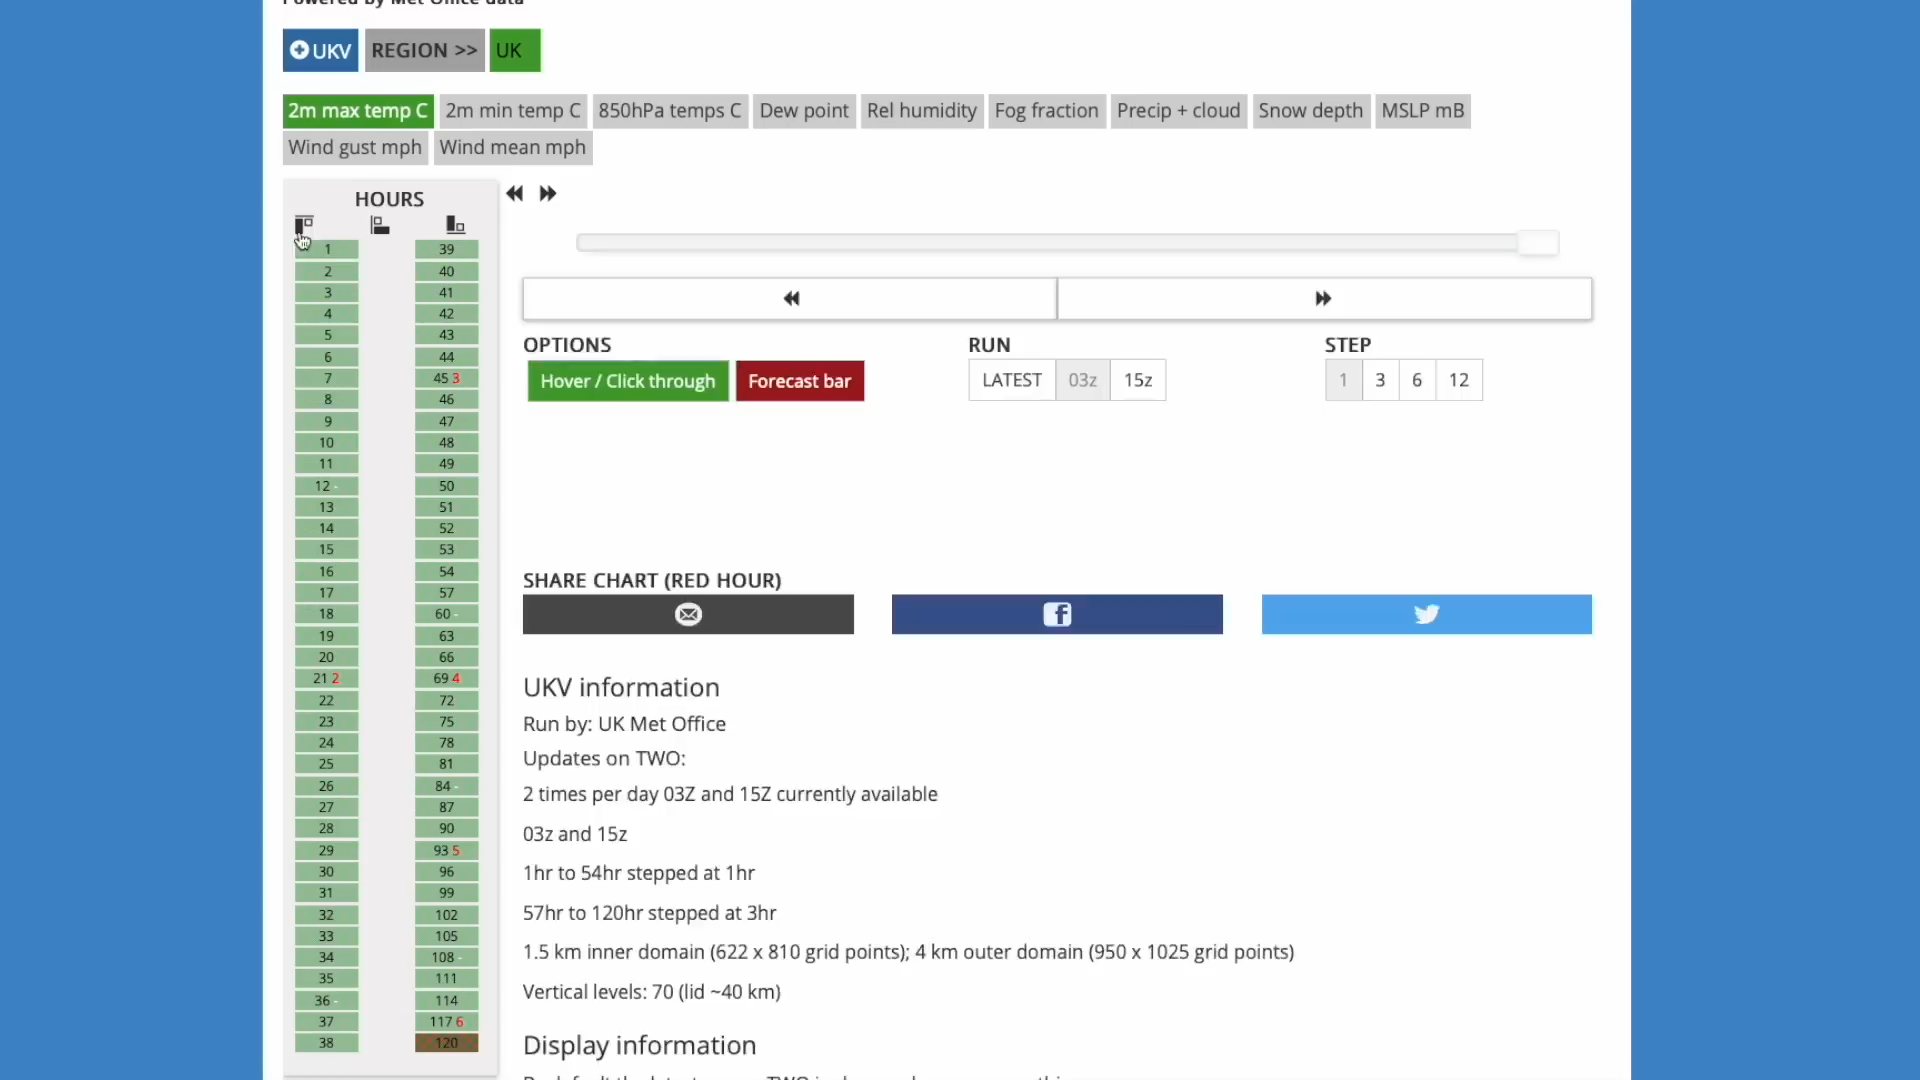 Powered by Met Office data
UKV REGION >> UK
2m max temp C 2m min temp C 850hPa temps C Dew point Rel humidity Fog fraction Precip + cloud Snow depth MSLP mB
Wind gust mph Wind mean mph
HOURS
1 39
2 40
3 41
4 42
5 43
6 44
7 45 3
8 46
9 47
10 48
11 49
12 - 50
13 51
14 52
15 53
16 54
17 57
18 60 -
19 63
20 66
21 2 69 4
22 72
23 75
24 78
25 81
26 84 -
27 87
28 90
29 93 5
30 96
31 99
32 102
33 105
34 108 -
35 111
36 - 114
37 117 6
38 120
OPTIONS RUN STEP
Hover / Click through Forecast bar LATEST 03z 15z 1 3 6 12
SHARE CHART (RED HOUR)
UKV information
Run by: UK Met Office
Updates on TWO:
2 times per day 03Z and 15Z currently available
03z and 15z
1hr to 54hr stepped at 1hr
57hr to 120hr stepped at 3hr
1.5 km inner domain (622 x 810 grid points); 4 km outer domain (950 x 1025 grid points)
Vertical levels: 70 (lid ~40 km)
Display information